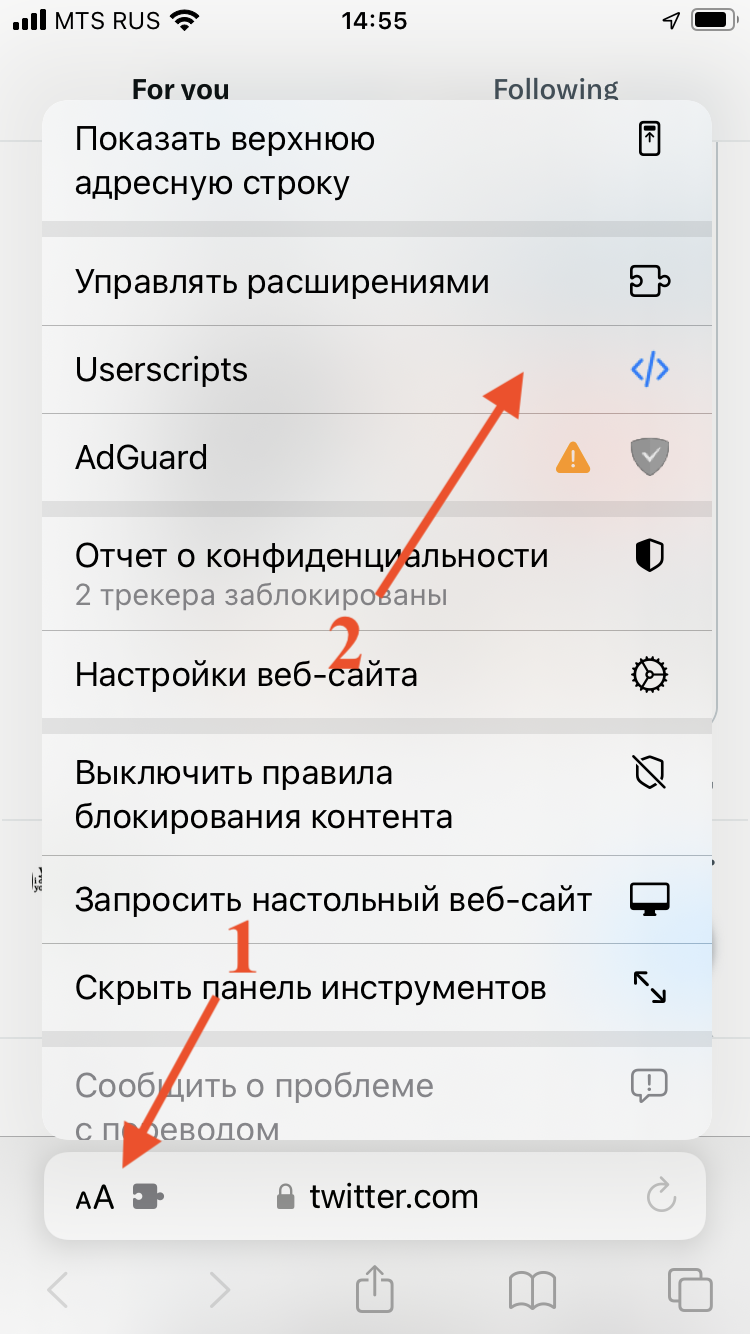 MTS RUS
14:55
For you
Following
Показать верхнюю
адресную строку
Управлять расширениями
Userscripts
</>
AdGuard
Отчет о конфиденциальности
2 трекера заблокированы
2
Настройки веб-сайта
Выключить правила
блокирования контента
Запросить настольный веб-сайт
1
Скрыть панель инструментов
Сообщить о проблеме
с переводом
AA
twitter.com